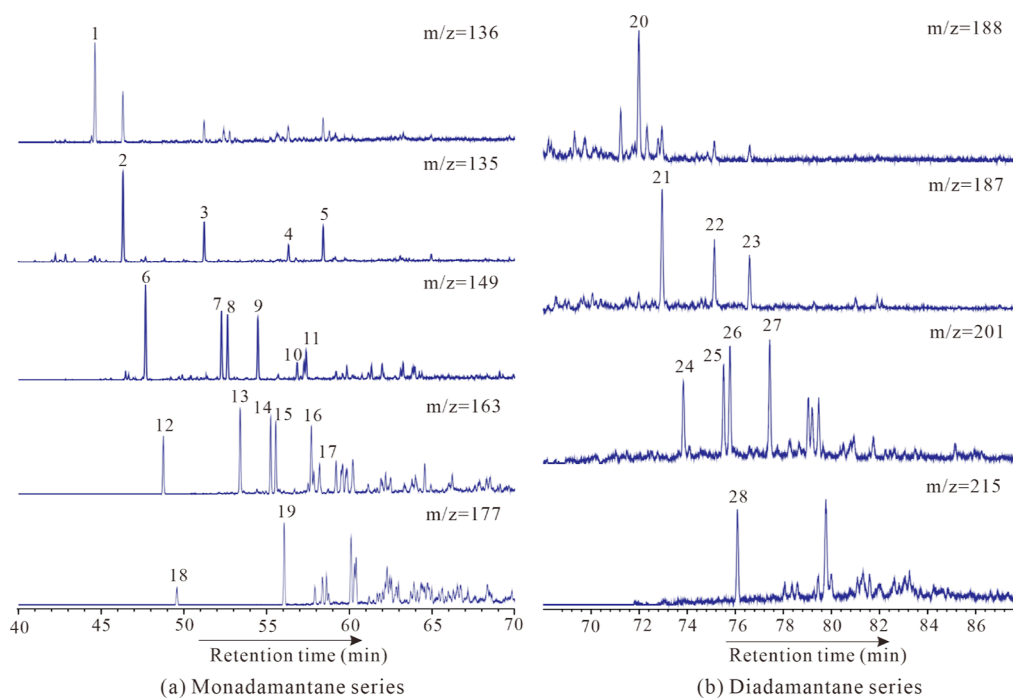 m/z=136
1
m/z=135
2
3
4
5
m/z=149
6
7
8
9
10
11
m/z=163
12
13
14
15
16
17
m/z=177
18
19
40 45 50 55 60 65 70
Retention time (min)
(a) Monadamantane series
m/z=188
20
m/z=187
21
22
23
m/z=201
24
25
26
27
m/z=215
28
70 74 76 80 84 86
Retention time (min)
(b) Diadamantane series